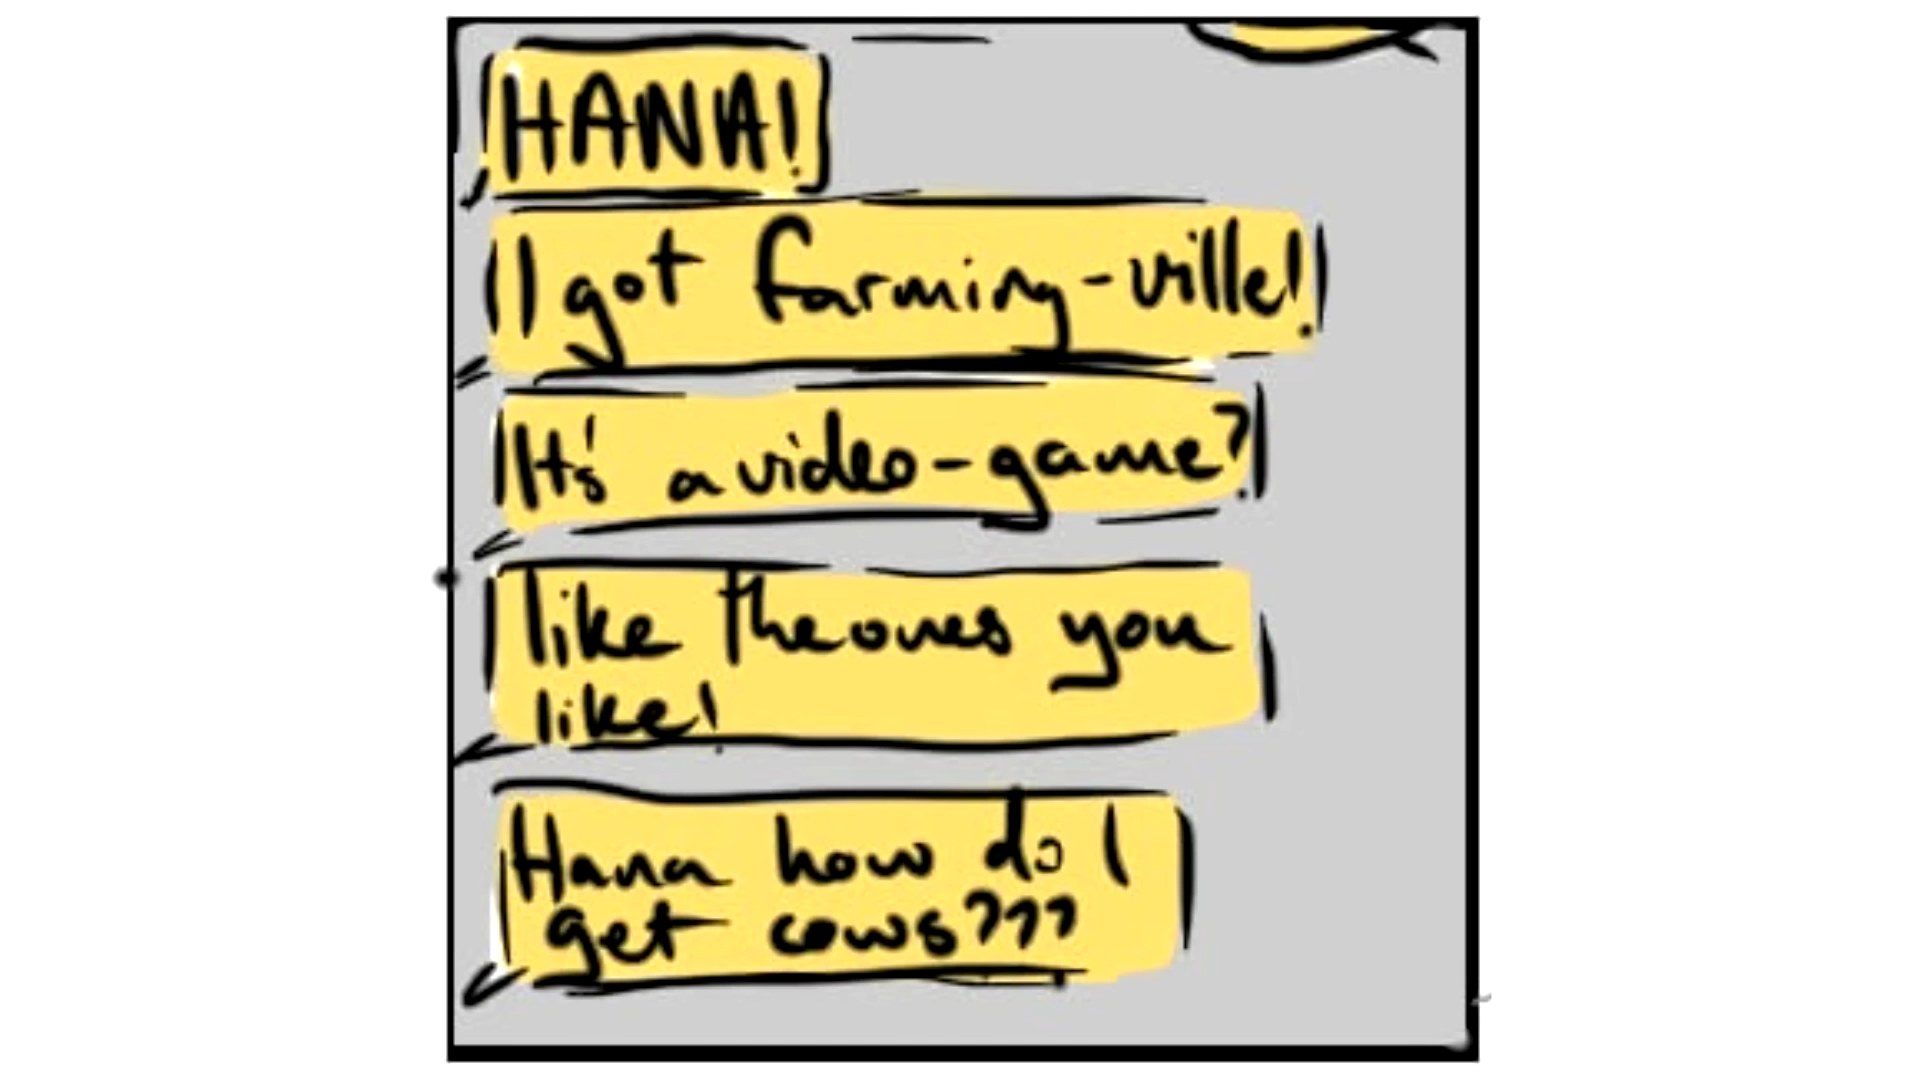 HANA!
I got farming-ville!
It's a video-game?
like the ones you
like!
Hana how do I
get cows???